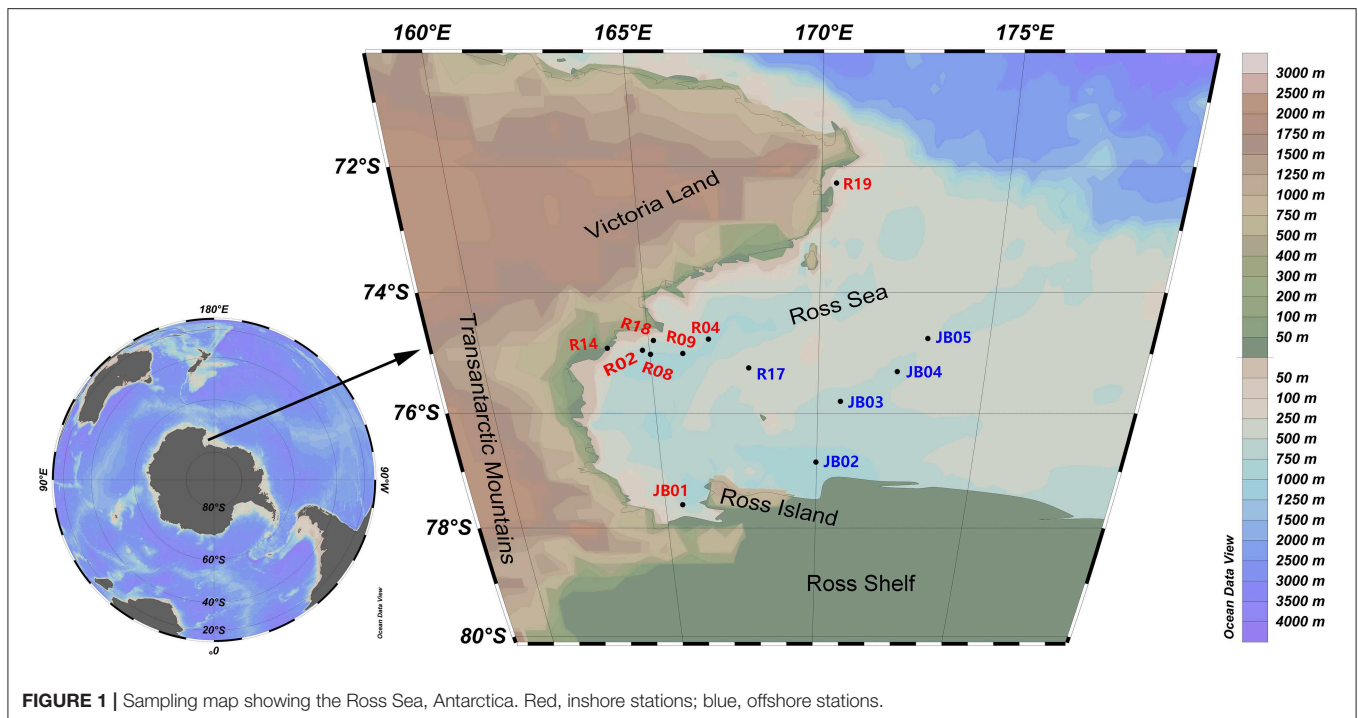 160°E 165°E 170°E 175°E
72°S
74°S
76°S
78°S
80°S
Victoria Land
Transantarctic Mountains
Ross Sea
Ross Island
Ross Shelf
R19
R18
R04
R09
R14
R02
R08
R17
JB05
JB04
JB03
JB02
JB01
3000 m
2500 m
2000 m
1750 m
1500 m
1250 m
1000 m
750 m
500 m
400 m
300 m
200 m
100 m
50 m
50 m
100 m
250 m
500 m
750 m
1000 m
1250 m
1500 m
2000 m
2500 m
3000 m
3500 m
4000 m
Ocean Data View
180°E
90°E
90°W
80°S
60°S
40°S
20°S
0°
Ocean Data View
FIGURE 1 | Sampling map showing the Ross Sea, Antarctica. Red, inshore stations; blue, offshore stations.